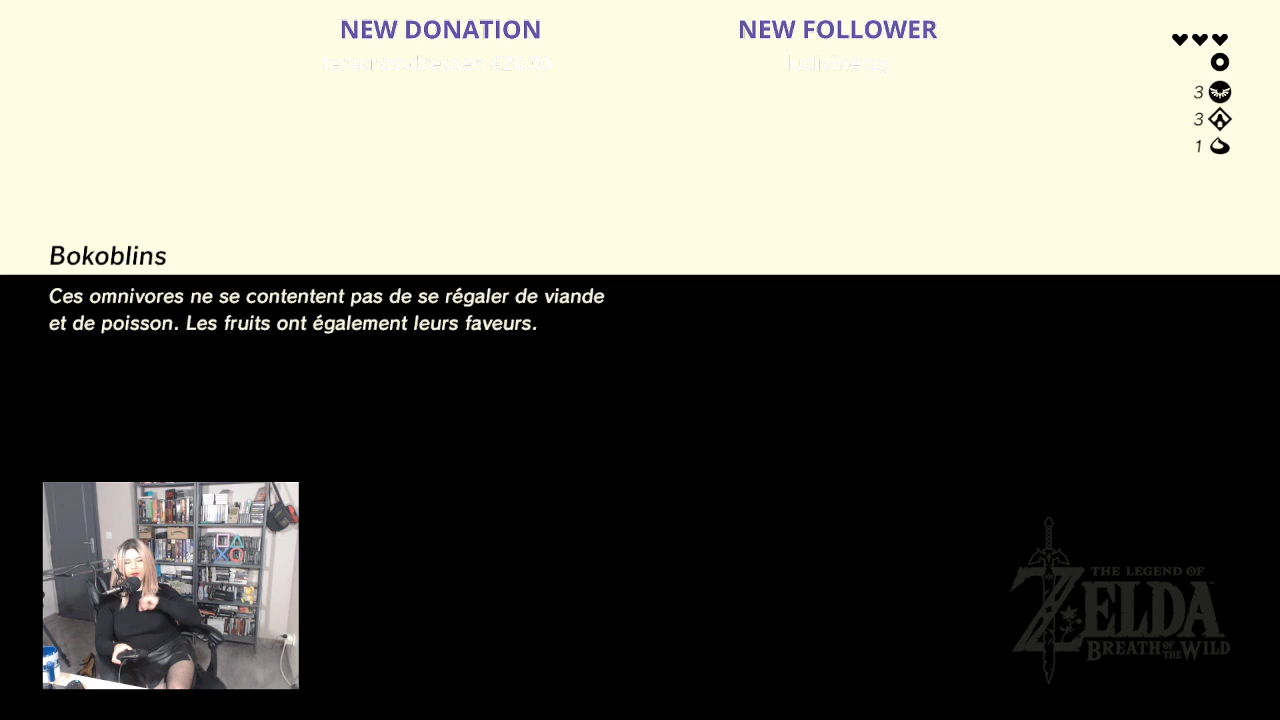 NEW DONATION
NEW FOLLOWER
3
3
1
Bokoblins
Ces omnivores ne se contentent pas de se régaler de viande
et de poisson. Les fruits ont également leurs faveurs.
THE LEGEND OF
ZELDA
BREATH OF THE WILD